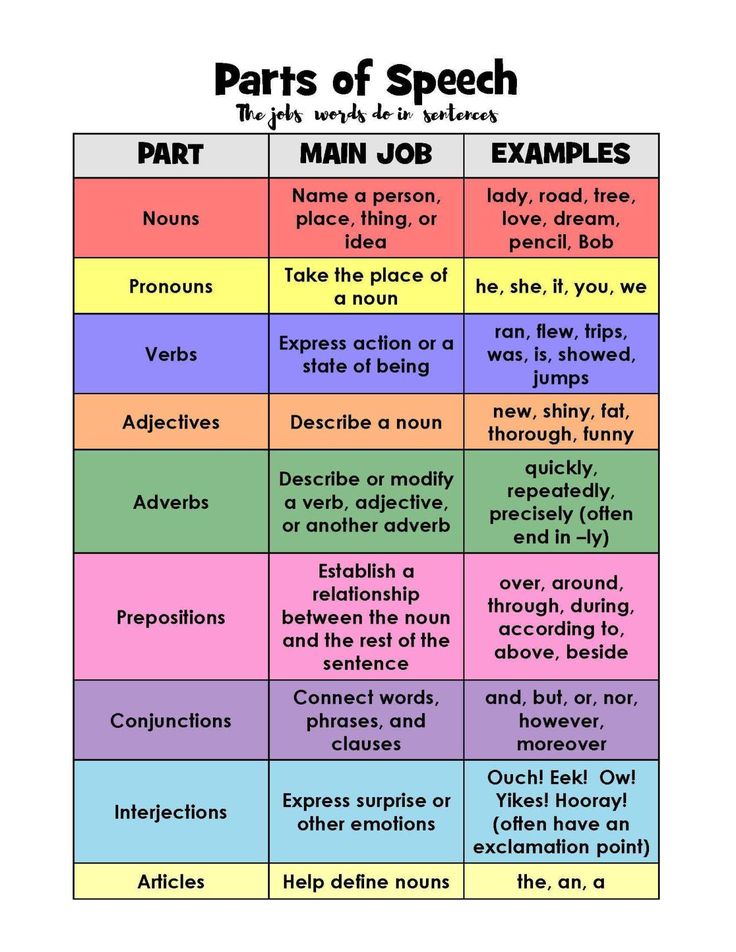 Parts of Speech
The jobs words do in sentences
PART
MAIN JOB
EXAMPLES
Nouns
Name a person,
place, thing, or
idea
lady, road, tree,
love, dream,
pencil, Bob
Pronouns
Take the place of
a noun
he, she, it, you, we
Verbs
Express action or a
state of being
ran, flew, trips,
was, is, showed,
jumps
Adjectives
Describe a noun
new, shiny, fat,
thorough, funny
Adverbs
Describe or modify
a verb, adjective,
or another adverb
quickly,
repeatedly,
precisely (often
end in –ly)
Prepositions
Establish a
relationship
between the noun
and the rest of the
sentence
over, around,
through, during,
according to,
above, beside
Conjunctions
Connect words,
phrases, and
clauses
and, but, or, nor,
however,
moreover
Interjections
Express surprise or
other emotions
Ouch! Eek!  Ow!
Yikes! Hooray!
(often have an
exclamation point)
Articles
Help define nouns
the, an, a